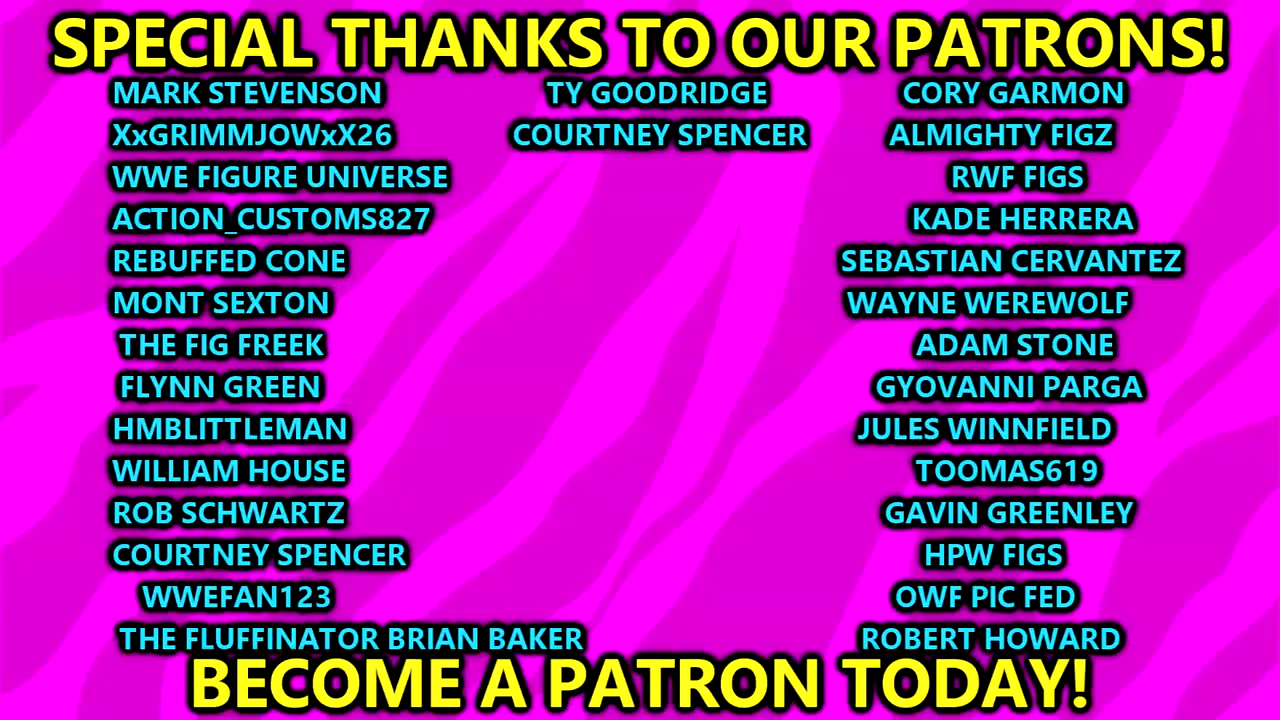 SPECIAL THANKS TO OUR PATRONS!
MARK STEVENSON
XxGRIMMJOWxX26
WWE FIGURE UNIVERSE
ACTION_CUSTOMS827
REBUFFED CONE
MONT SEXTON
THE FIG FREEK
FLYNN GREEN
HMBLITTLEMAN
WILLIAM HOUSE
ROB SCHWARTZ
COURTNEY SPENCER
WWEFAN123
THE FLUFFINATOR BRIAN BAKER
TY GOODRIDGE
COURTNEY SPENCER
CORY GARMON
ALMIGHTY FIGZ
RWF FIGS
KADE HERRERA
SEBASTIAN CERVANTEZ
WAYNE WEREWOLF
ADAM STONE
GYOVANNI PARGA
JULES WINNFIELD
TOOMAS619
GAVIN GREENLEY
HPW FIGS
OWF PIC FED
ROBERT HOWARD
BECOME A PATRON TODAY!